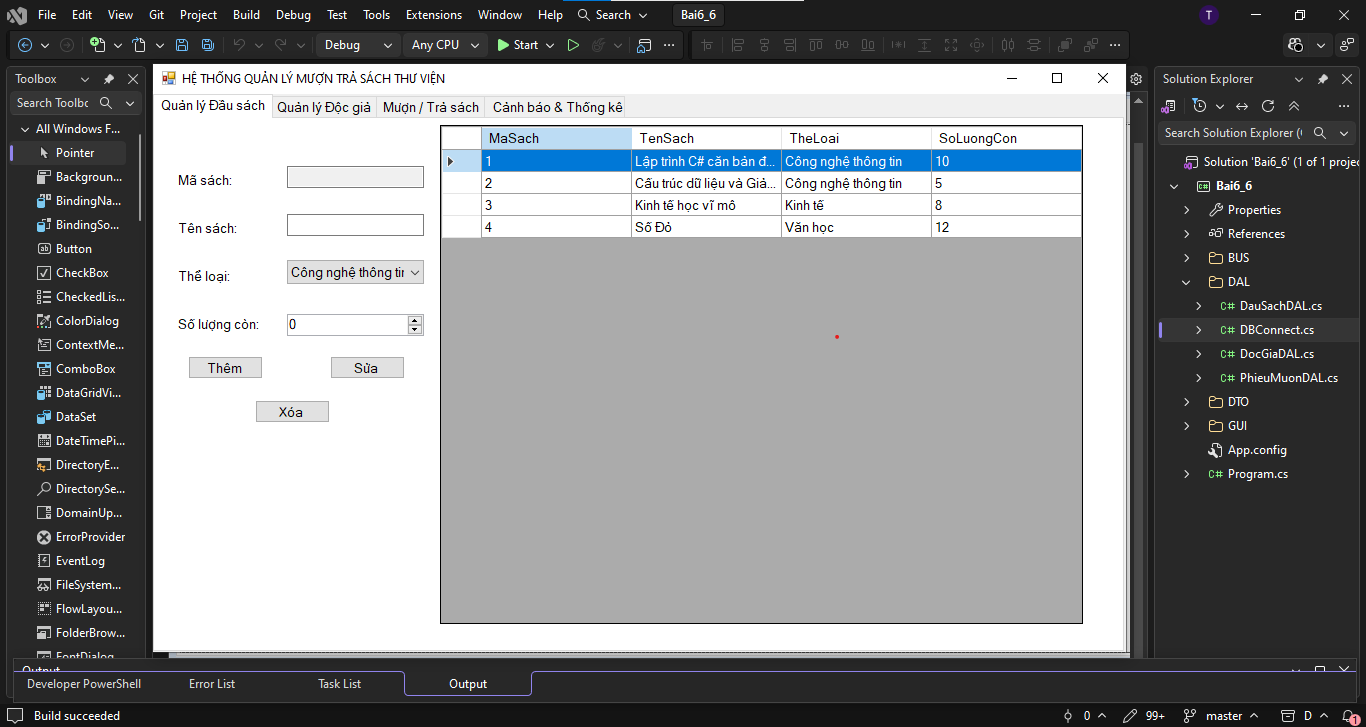 File Edit View Git Project Build Debug Test Tools Extensions Window Help Search Bai6_6 T
Debug Any CPU Start
Toolbox
Search Toolbc
All Windows F...
Pointer
Backgroun...
BindingNa...
BindingSo...
Button
CheckBox
CheckedLis...
ColorDialog
ContextMe...
ComboBox
DataGridVi...
DataSet
DateTimePi...
DirectoryE...
DirectorySe...
DomainUp...
ErrorProvider
EventLog
FileSystem...
FlowLayou...
FolderBrow...
FontDialog
HỆ THỐNG QUẢN LÝ MƯỢN TRẢ SÁCH THƯ VIỆN
Quản lý Đầu sách Quản lý Độc giả Mượn / Trả sách Cảnh báo & Thống kê
Mã sách:
Tên sách:
Thể loại: Công nghệ thông tin
Số lượng còn: 0
Thêm Sửa
Xóa
MaSach TenSach TheLoai SoLuongCon
1 Lập trình C# căn bản đ... Công nghệ thông tin 10
2 Cấu trúc dữ liệu và Giả... Công nghệ thông tin 5
3 Kinh tế học vĩ mô Kinh tế 8
4 Số Đỏ Văn học 12
Solution Explorer
Search Solution Explorer (
Solution 'Bai6_6' (1 of 1 projec
Bai6_6
Properties
References
BUS
DAL
DauSachDAL.cs
DBConnect.cs
DocGiaDAL.cs
PhieuMuonDAL.cs
DTO
GUI
App.config
Program.cs
Output
Developer PowerShell Error List Task List Output
Build succeeded 0 99+ master D 1